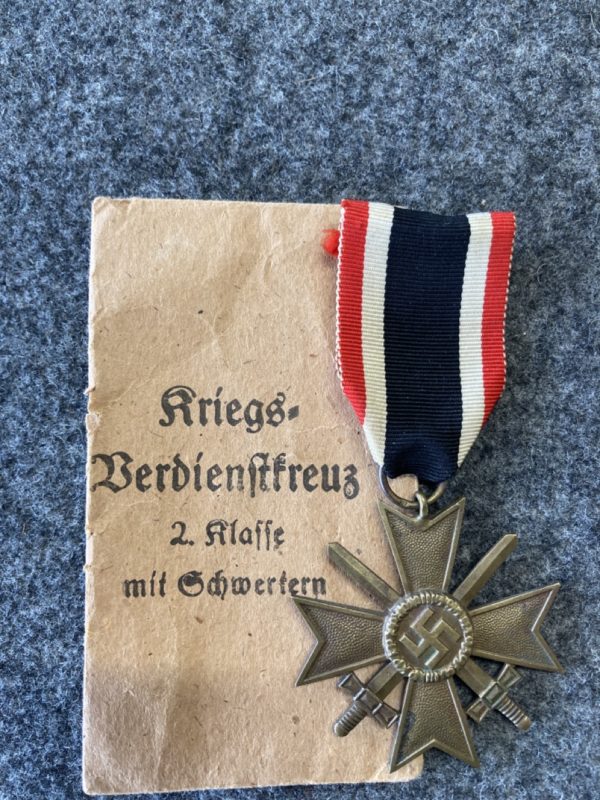 Kriegs-
Verdienstkreuz
2. Klasse
mit Schwertern